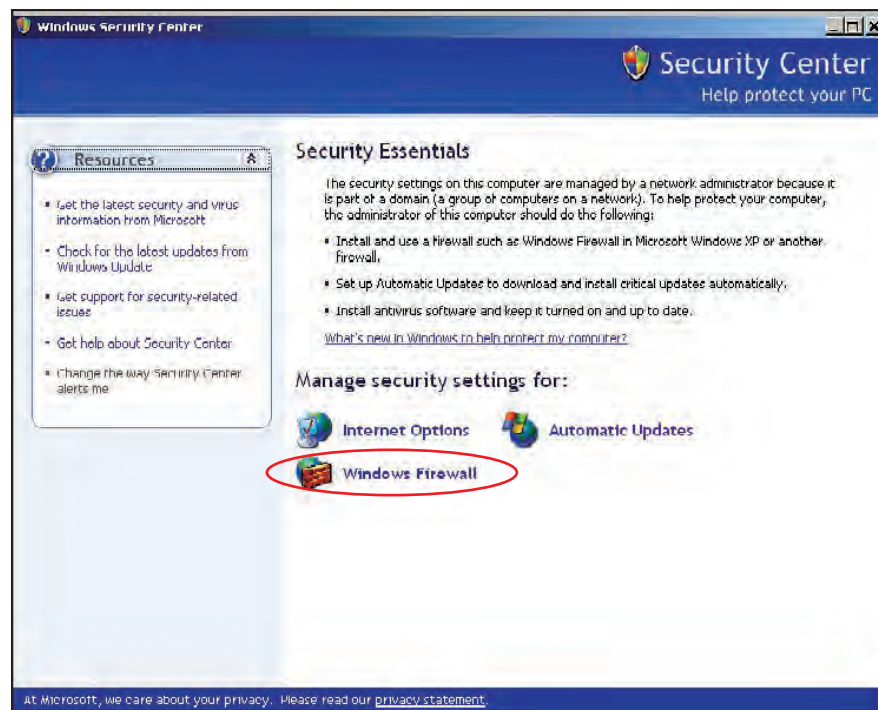 Windows Security Center
Security Center
Help protect your PC
Resources
Get the latest security and virus
information from Microsoft
Check for the latest updates from
Windows Update
Get support for security-related
issues
Get help about Security Center
Change the way Security Center
alerts me
Security Essentials
The security settings on this computer are managed by a network administrator because it
is part of a domain (a group of computers on a network). To help protect your computer,
the administrator of this computer should do the following:
Install and use a firewall such as Windows Firewall in Microsoft Windows XP or another
firewall.
Set up Automatic Updates to download and install critical updates automatically.
Install antivirus software and keep it turned on and up to date.
What's new in Windows to help protect my computer?
Manage security settings for:
Internet Options
Automatic Updates
Windows Firewall
At Microsoft, we care about your privacy. Please read our privacy statement.